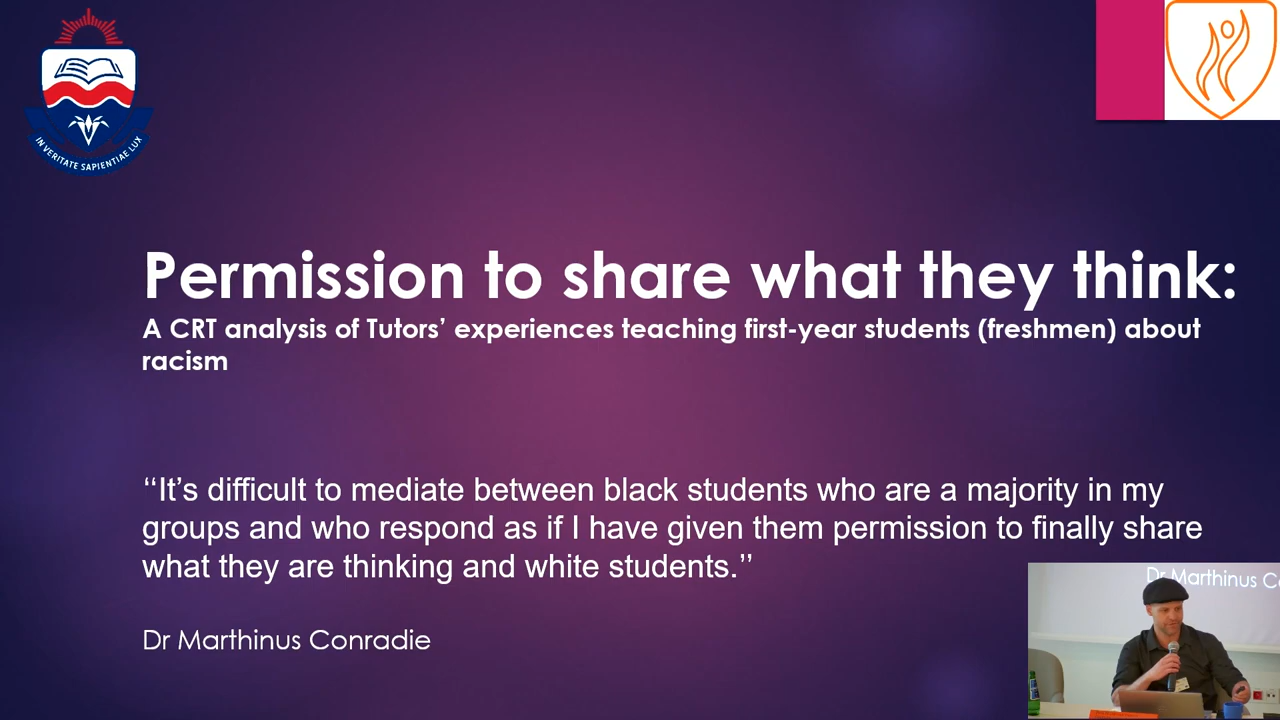 IN VERITATE SAPIENTIAE LUX
Permission to share what they think:
A CRT analysis of Tutors’ experiences teaching first-year students (freshmen) about
racism
‘‘It’s difficult to mediate between black students who are a majority in my
groups and who respond as if I have given them permission to finally share
what they are thinking and white students.’’
Dr Marthinus Conradie
Dr Marthinus Co